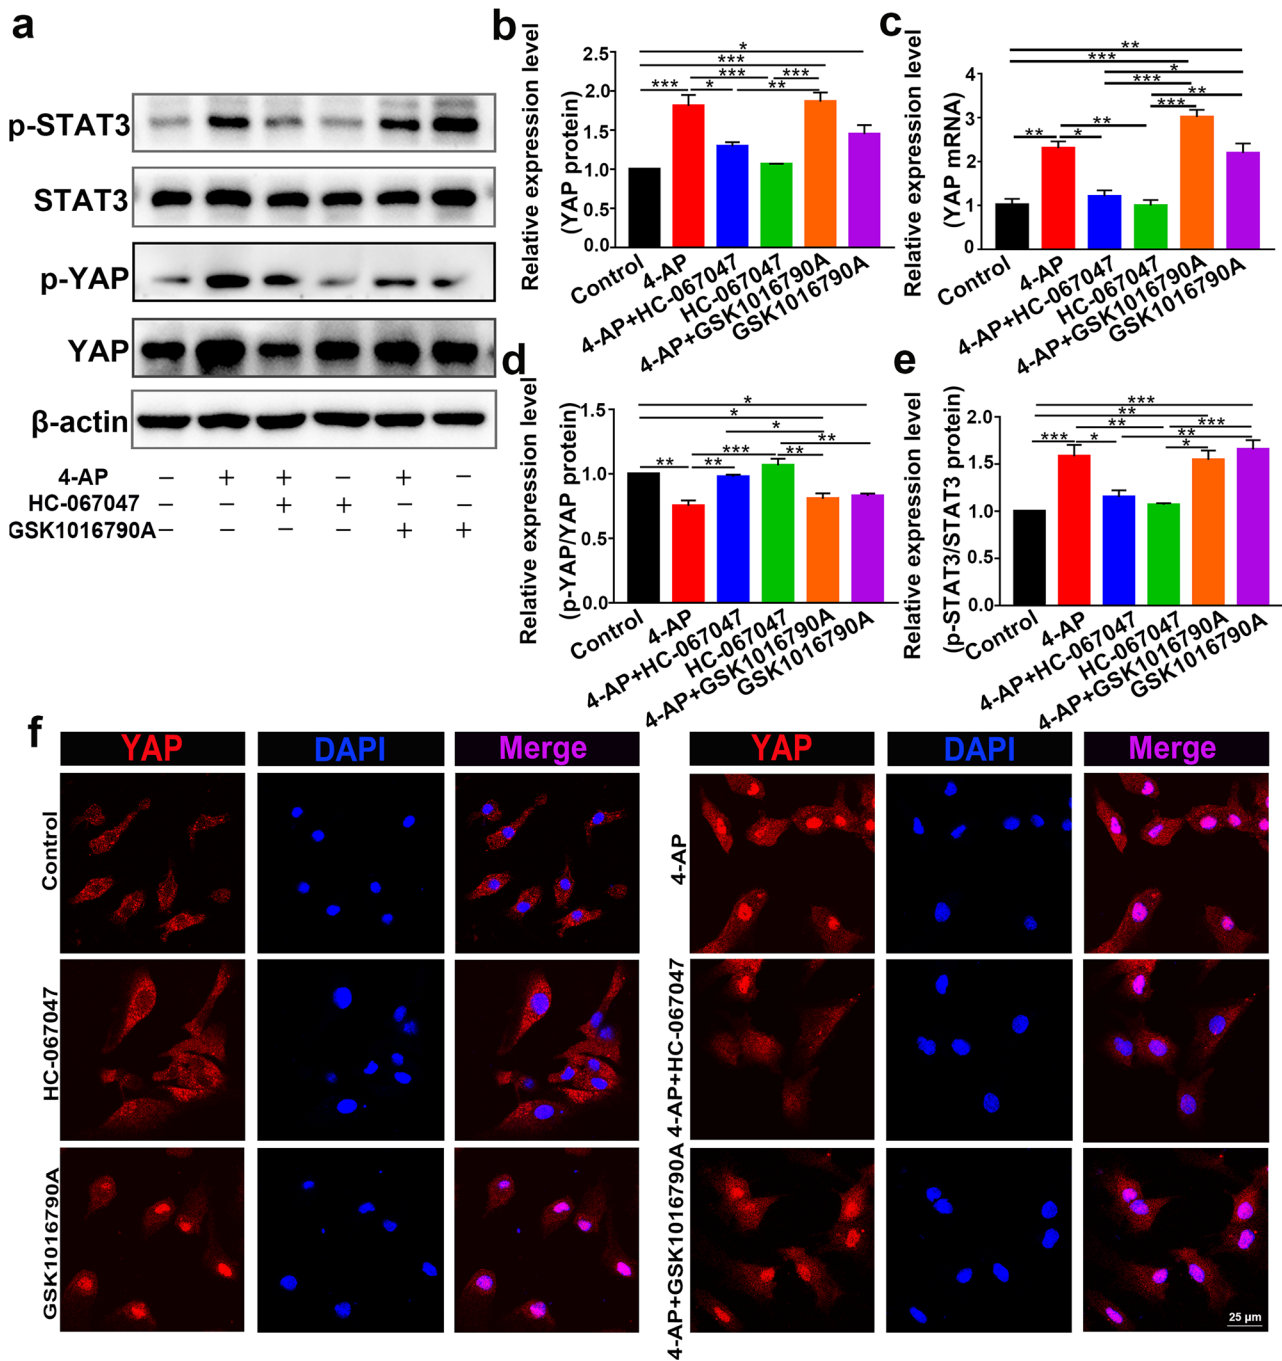 a
p-STAT3
STAT3
p-YAP
YAP
β-actin
4-AP − + + − + −
HC-067047 − − + + − −
GSK1016790A − − − − + +
b
Relative expression level
(YAP protein)
2.5
2.0
1.5
1.0
0.5
0.0
*
***
*** ***
*** * **
Control
4-AP
4-AP+HC-067047
HC-067047
4-AP+GSK1016790A
GSK1016790A
c
Relative expression level
(YAP mRNA)
4
3
2
1
0
**
***
*
***
**
***
**
** *
Control
4-AP
4-AP+HC-067047
HC-067047
4-AP+GSK1016790A
GSK1016790A
d
Relative expression level
(p-YAP/YAP protein)
1.5
1.0
0.5
0.0
*
*
*
**
*** **
** **
Control
4-AP
4-AP+HC-067047
HC-067047
4-AP+GSK1016790A
GSK1016790A
e
Relative expression level
(p-STAT3/STAT3 protein)
2.0
1.5
1.0
0.5
0.0
***
**
** ***
**
*** * *
Control
4-AP
4-AP+HC-067047
HC-067047
4-AP+GSK1016790A
GSK1016790A
f
YAP DAPI Merge
Control
HC-067047
GSK1016790A
YAP DAPI Merge
4-AP
4-AP+HC-067047
4-AP+GSK1016790A
25 μm